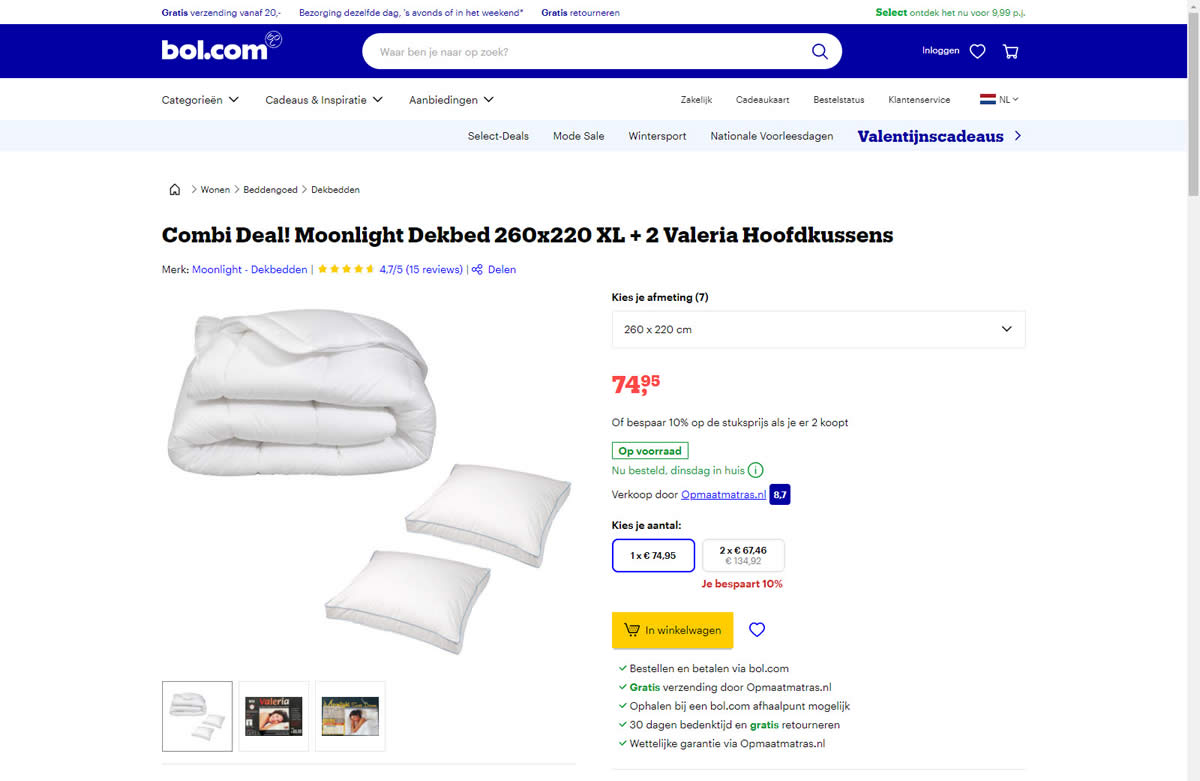 Gratis verzending vanaf 20,- Bezorging dezelfde dag, 's avonds of in het weekend* Gratis retourneren Select ontdek het nu voor 9,99 p.j.
bol.com Waar ben je naar op zoek? Inloggen
Categorieën Cadeaus & Inspiratie Aanbiedingen Zakelijk Cadeaukaart Bestelstatus Klantenservice NL
Select-Deals Mode Sale Wintersport Nationale Voorleesdagen Valentijnscadeaus
Wonen Beddengoed Dekbedden
Combi Deal! Moonlight Dekbed 260x220 XL + 2 Valeria Hoofdkussens
Merk: Moonlight - Dekbedden | 4,7/5 (15 reviews) | Delen
Kies je afmeting (7)
260 x 220 cm
74,95
Of bespaar 10% op de stuksprijs als je er 2 koopt
Op voorraad
Nu besteld, dinsdag in huis
Verkoop door Opmaatmatras.nl 8,7
Kies je aantal:
1 x € 74,95
2 x € 67,46
€ 134,92
Je bespaart 10%
In winkelwagen
Bestellen en betalen via bol.com
Gratis verzending door Opmaatmatras.nl
Ophalen bij een bol.com afhaalpunt mogelijk
30 dagen bedenktijd en gratis retourneren
Wettelijke garantie via Opmaatmatras.nl
Valeria